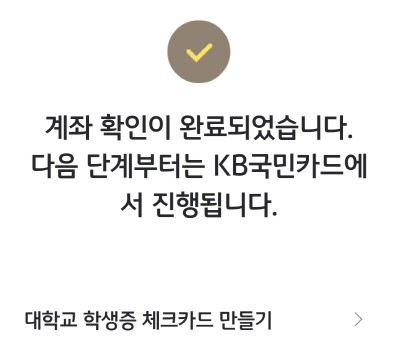 계좌 확인이 완료되었습니다.
다음 단계부터는 KB국민카드에
서 진행됩니다.
대학교 학생증 체크카드 만들기